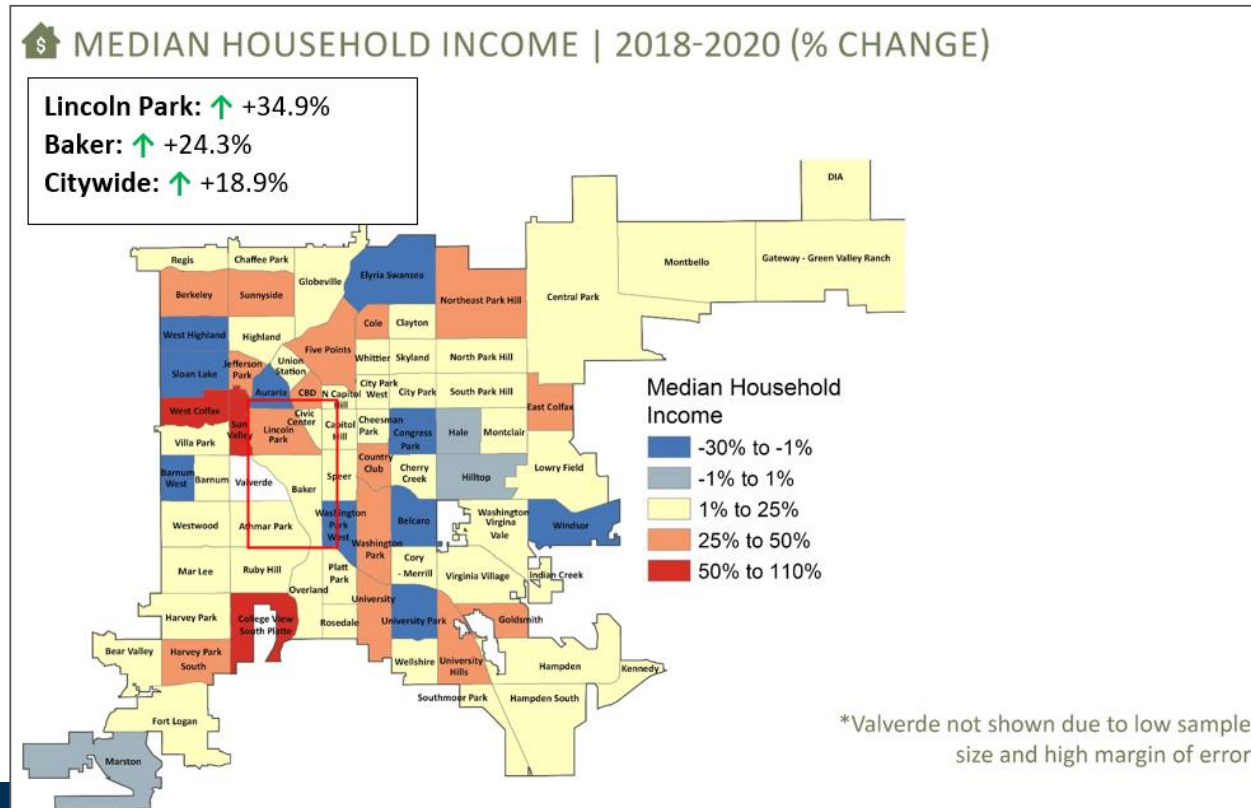 MEDIAN HOUSEHOLD INCOME | 2018-2020 (% CHANGE)
Lincoln Park: ↑ +34.9%
Baker: ↑ +24.3%
Citywide: ↑ +18.9%
DIA
Regis
Chaffee Park
Globeville
Elyria Swansea
Montbello
Gateway - Green Valley Ranch
Berkeley
Sunnyside
Northeast Park Hill
Central Park
West Highland
Highland
Cole
Clayton
Five Points
Union
Station
Whittier
Skyland
North Park Hill
Sloan Lake
Jefferson
Park
Auraria
CBD
N Capitol
Hill
City Park
West
City Park
South Park Hill
West Colfax
Sun
Valley
Lincoln
Park
Civic
Center
Capitol
Hill
Cheesman
Park
Congress
Park
Hale
Montclair
East Colfax
Villa Park
Country
Club
Cherry
Creek
Hilltop
Lowry Field
Barnum
West
Barnum
Valverde
Baker
Speer
Westwood
Athmar Park
Washington
Park
West
Washington
Park
Belcaro
Washington
Virgina
Vale
Windsor
Mar Lee
Ruby Hill
Overland
Platt
Park
Cory
- Merrill
Virginia Village
Indian Creek
Harvey Park
College View
South Platte
Rosedale
University
University Park
Goldsmith
Bear Valley
Harvey Park
South
Wellshire
University
Hills
Hampden
Kennedy
Southmoor Park
Hampden South
Fort Logan
Marston
Median Household
Income
-30% to -1%
-1% to 1%
1% to 25%
25% to 50%
50% to 110%
*Valverde not shown due to low sample
size and high margin of error
$